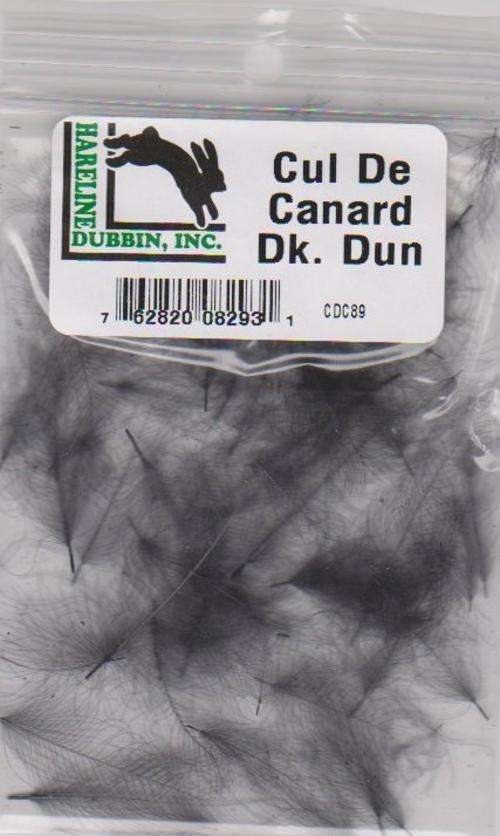 HARELINE
DUBBIN, INC.
Cul De
Canard
Dk. Dun
7 62820 08293 1
CDC89